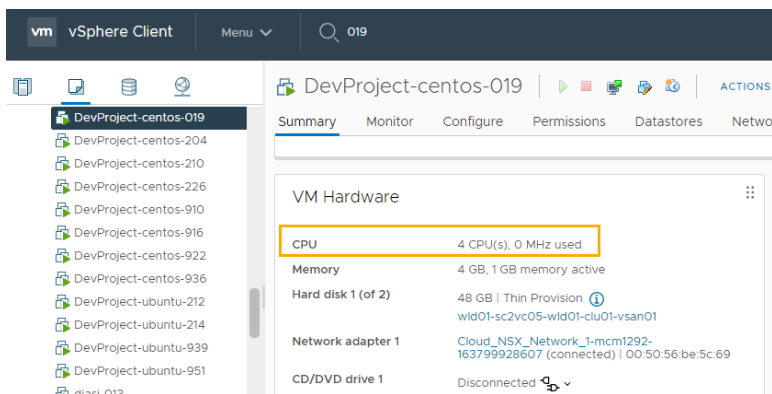 vm vSphere Client Menu 019
DevProject-centos-019
DevProject-centos-204
DevProject-centos-210
DevProject-centos-226
DevProject-centos-910
DevProject-centos-916
DevProject-centos-922
DevProject-centos-936
DevProject-ubuntu-212
DevProject-ubuntu-214
DevProject-ubuntu-939
DevProject-ubuntu-951
diasi-013
DevProject-centos-019 ACTIONS
Summary Monitor Configure Permissions Datastores Netwo
VM Hardware
CPU 4 CPU(s), 0 MHz used
Memory 4 GB, 1 GB memory active
Hard disk 1 (of 2) 48 GB | Thin Provision
wld01-sc2vc05-wld01-clu01-vsan01
Network adapter 1 Cloud_NSX_Network_1-mcm1292-
163799928607 (connected) | 00:50:56:be:5c:69
CD/DVD drive 1 Disconnected